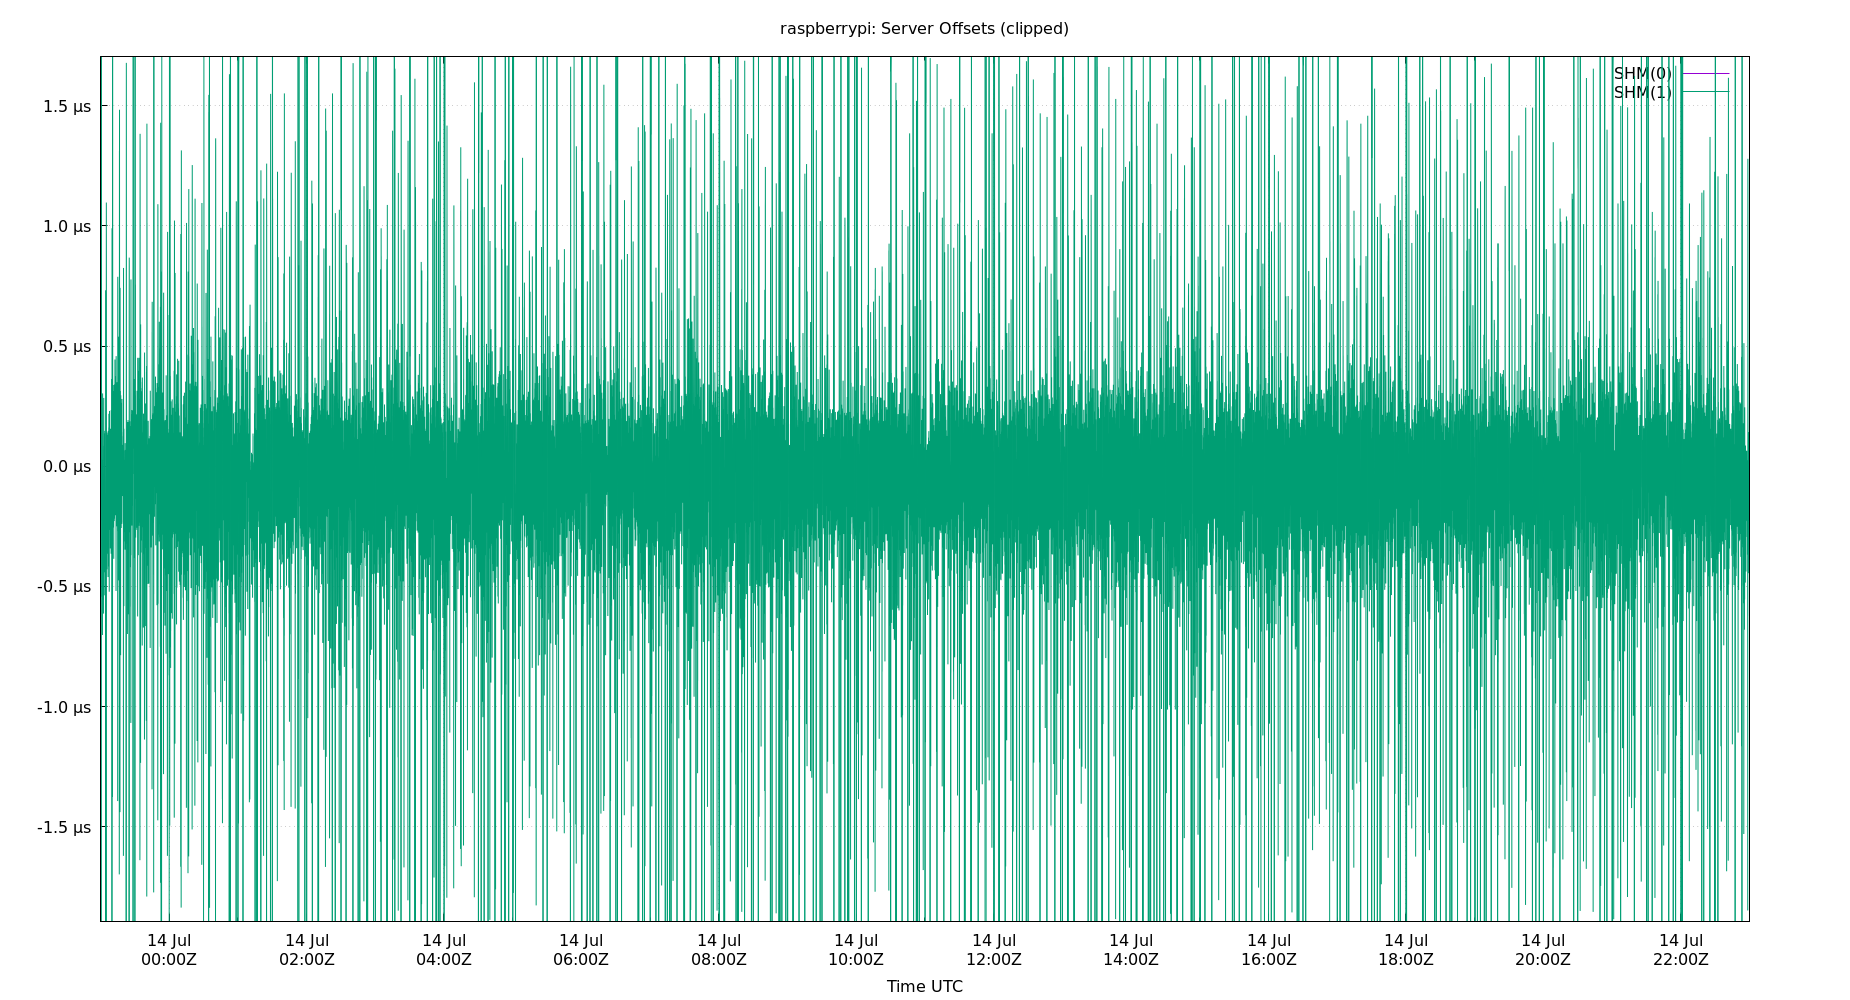 raspberrypi: Server Offsets (clipped)
SHM(0)
SHM(1)
1.5 µs
1.0 µs
0.5 µs
0.0 µs
-0.5 µs
-1.0 µs
-1.5 µs
14 Jul 14 Jul 14 Jul 14 Jul 14 Jul 14 Jul 14 Jul 14 Jul 14 Jul 14 Jul 14 Jul 14 Jul
00:00Z 02:00Z 04:00Z 06:00Z 08:00Z 10:00Z 12:00Z 14:00Z 16:00Z 18:00Z 20:00Z 22:00Z
Time UTC